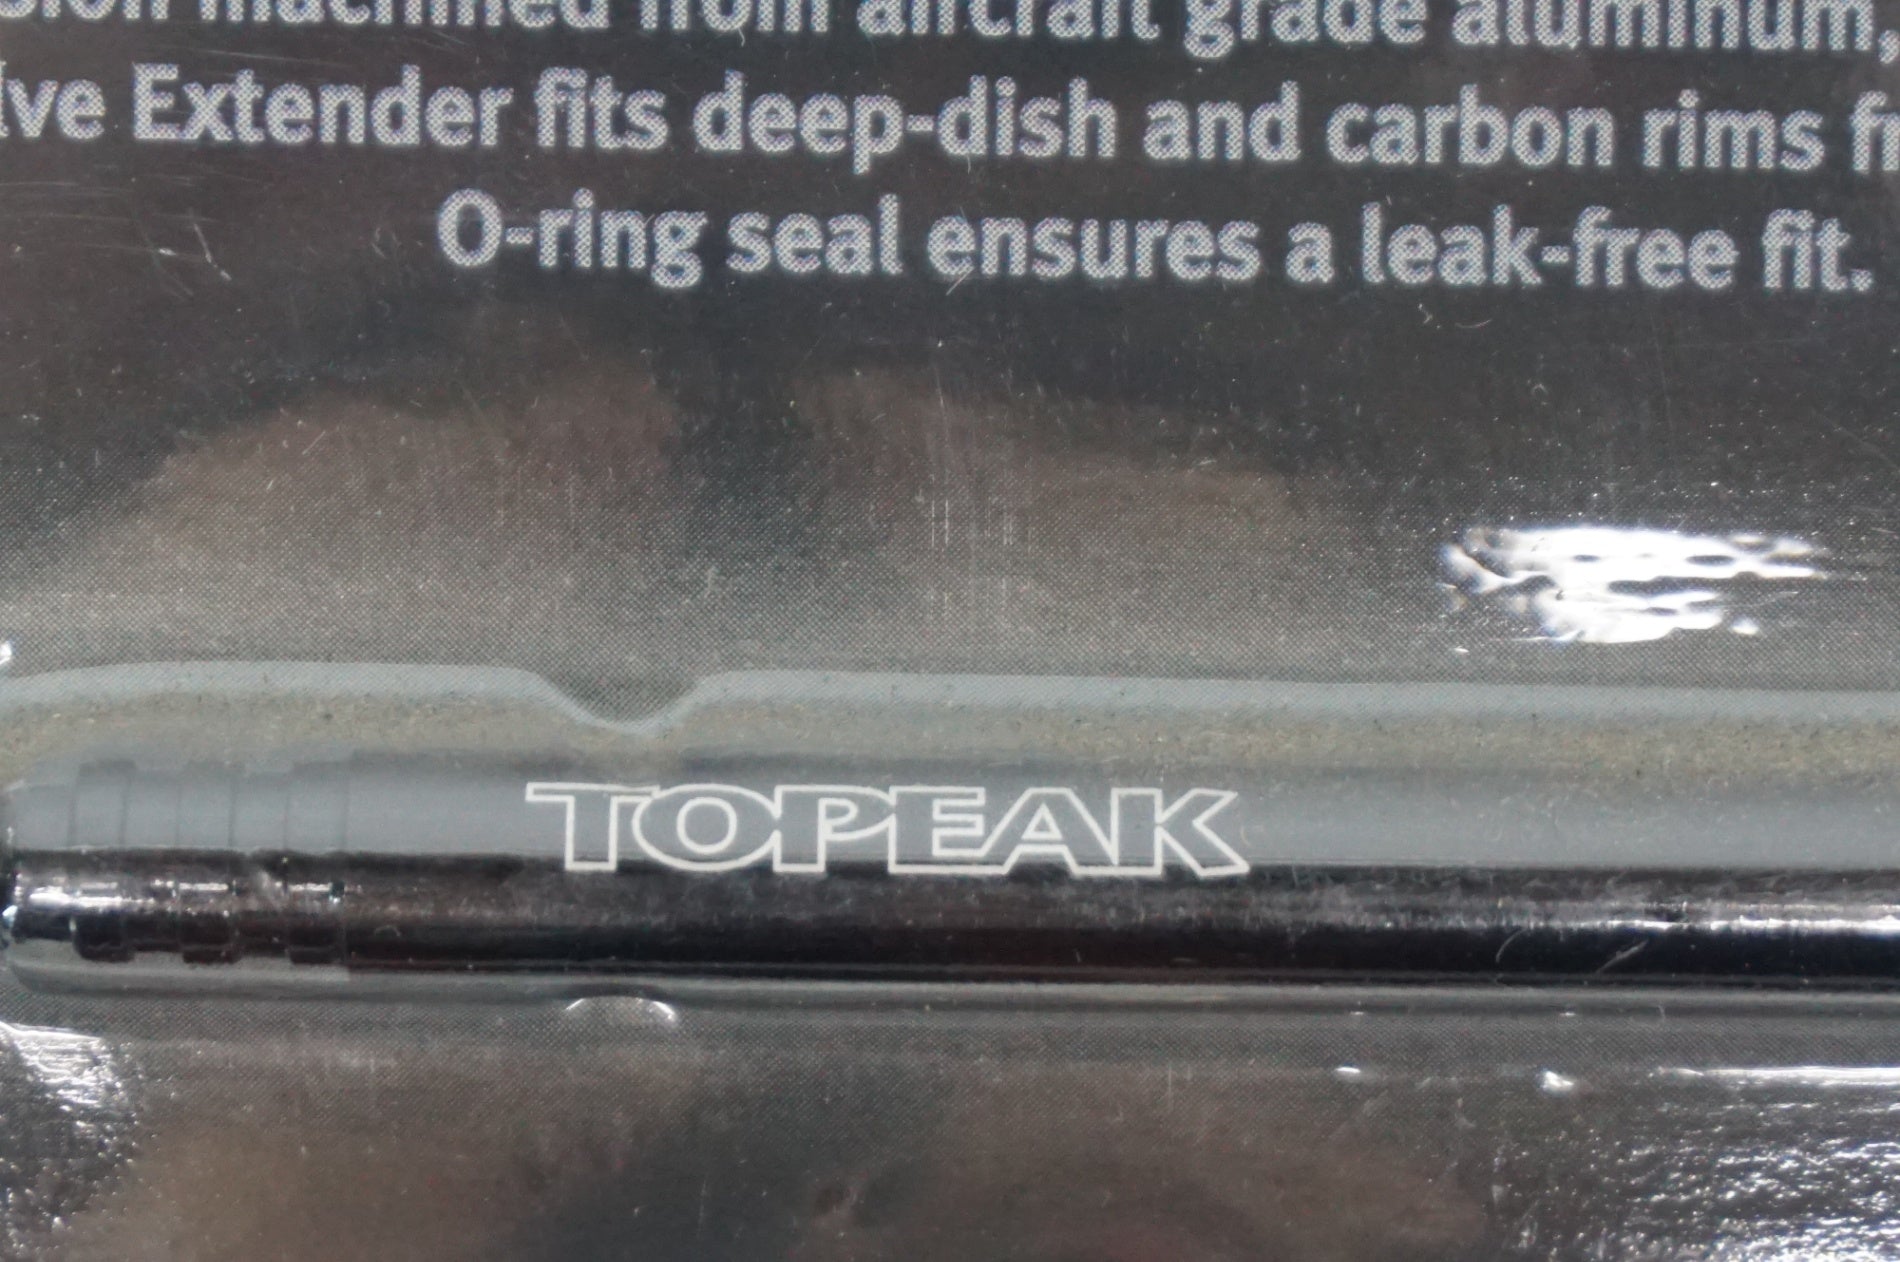 machined from aircraft grade aluminum,
Extender fits deep-dish and carbon rims
O-ring seal ensures a leak-free fit.
TOPEAK